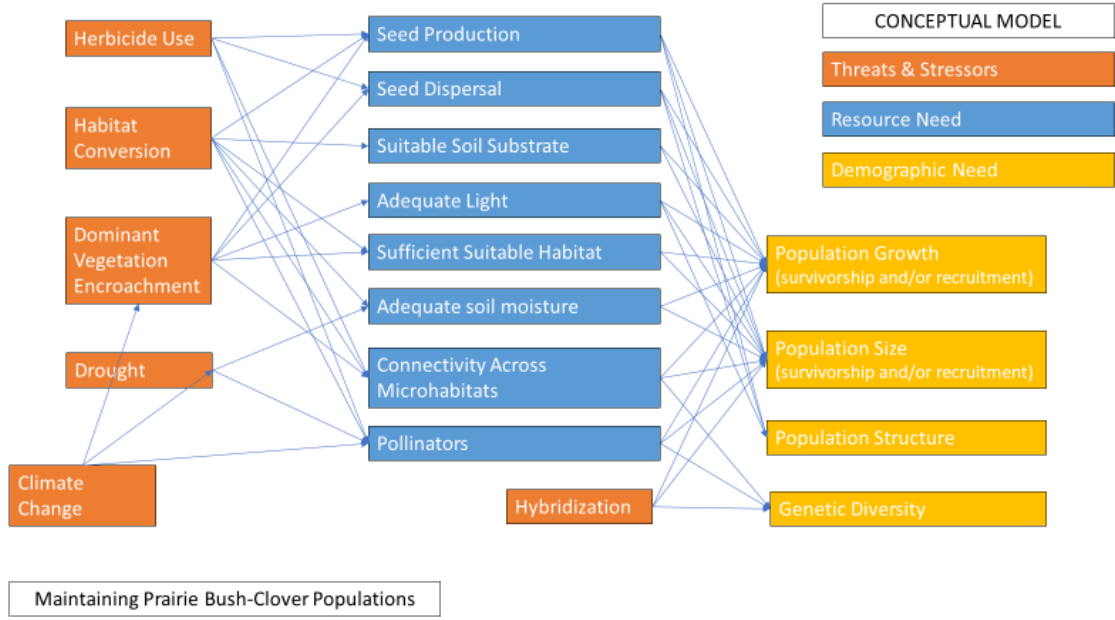 CONCEPTUAL MODEL
Threats & Stressors
Resource Need
Demographic Need
Herbicide Use
Habitat
Conversion
Dominant
Vegetation
Encroachment
Drought
Climate
Change
Seed Production
Seed Dispersal
Suitable Soil Substrate
Adequate Light
Sufficient Suitable Habitat
Adequate soil moisture
Connectivity Across
Microhabitats
Pollinators
Hybridization
Population Growth
(survivorship and/or recruitment)
Population Size
(survivorship and/or recruitment)
Population Structure
Genetic Diversity
Maintaining Prairie Bush-Clover Populations